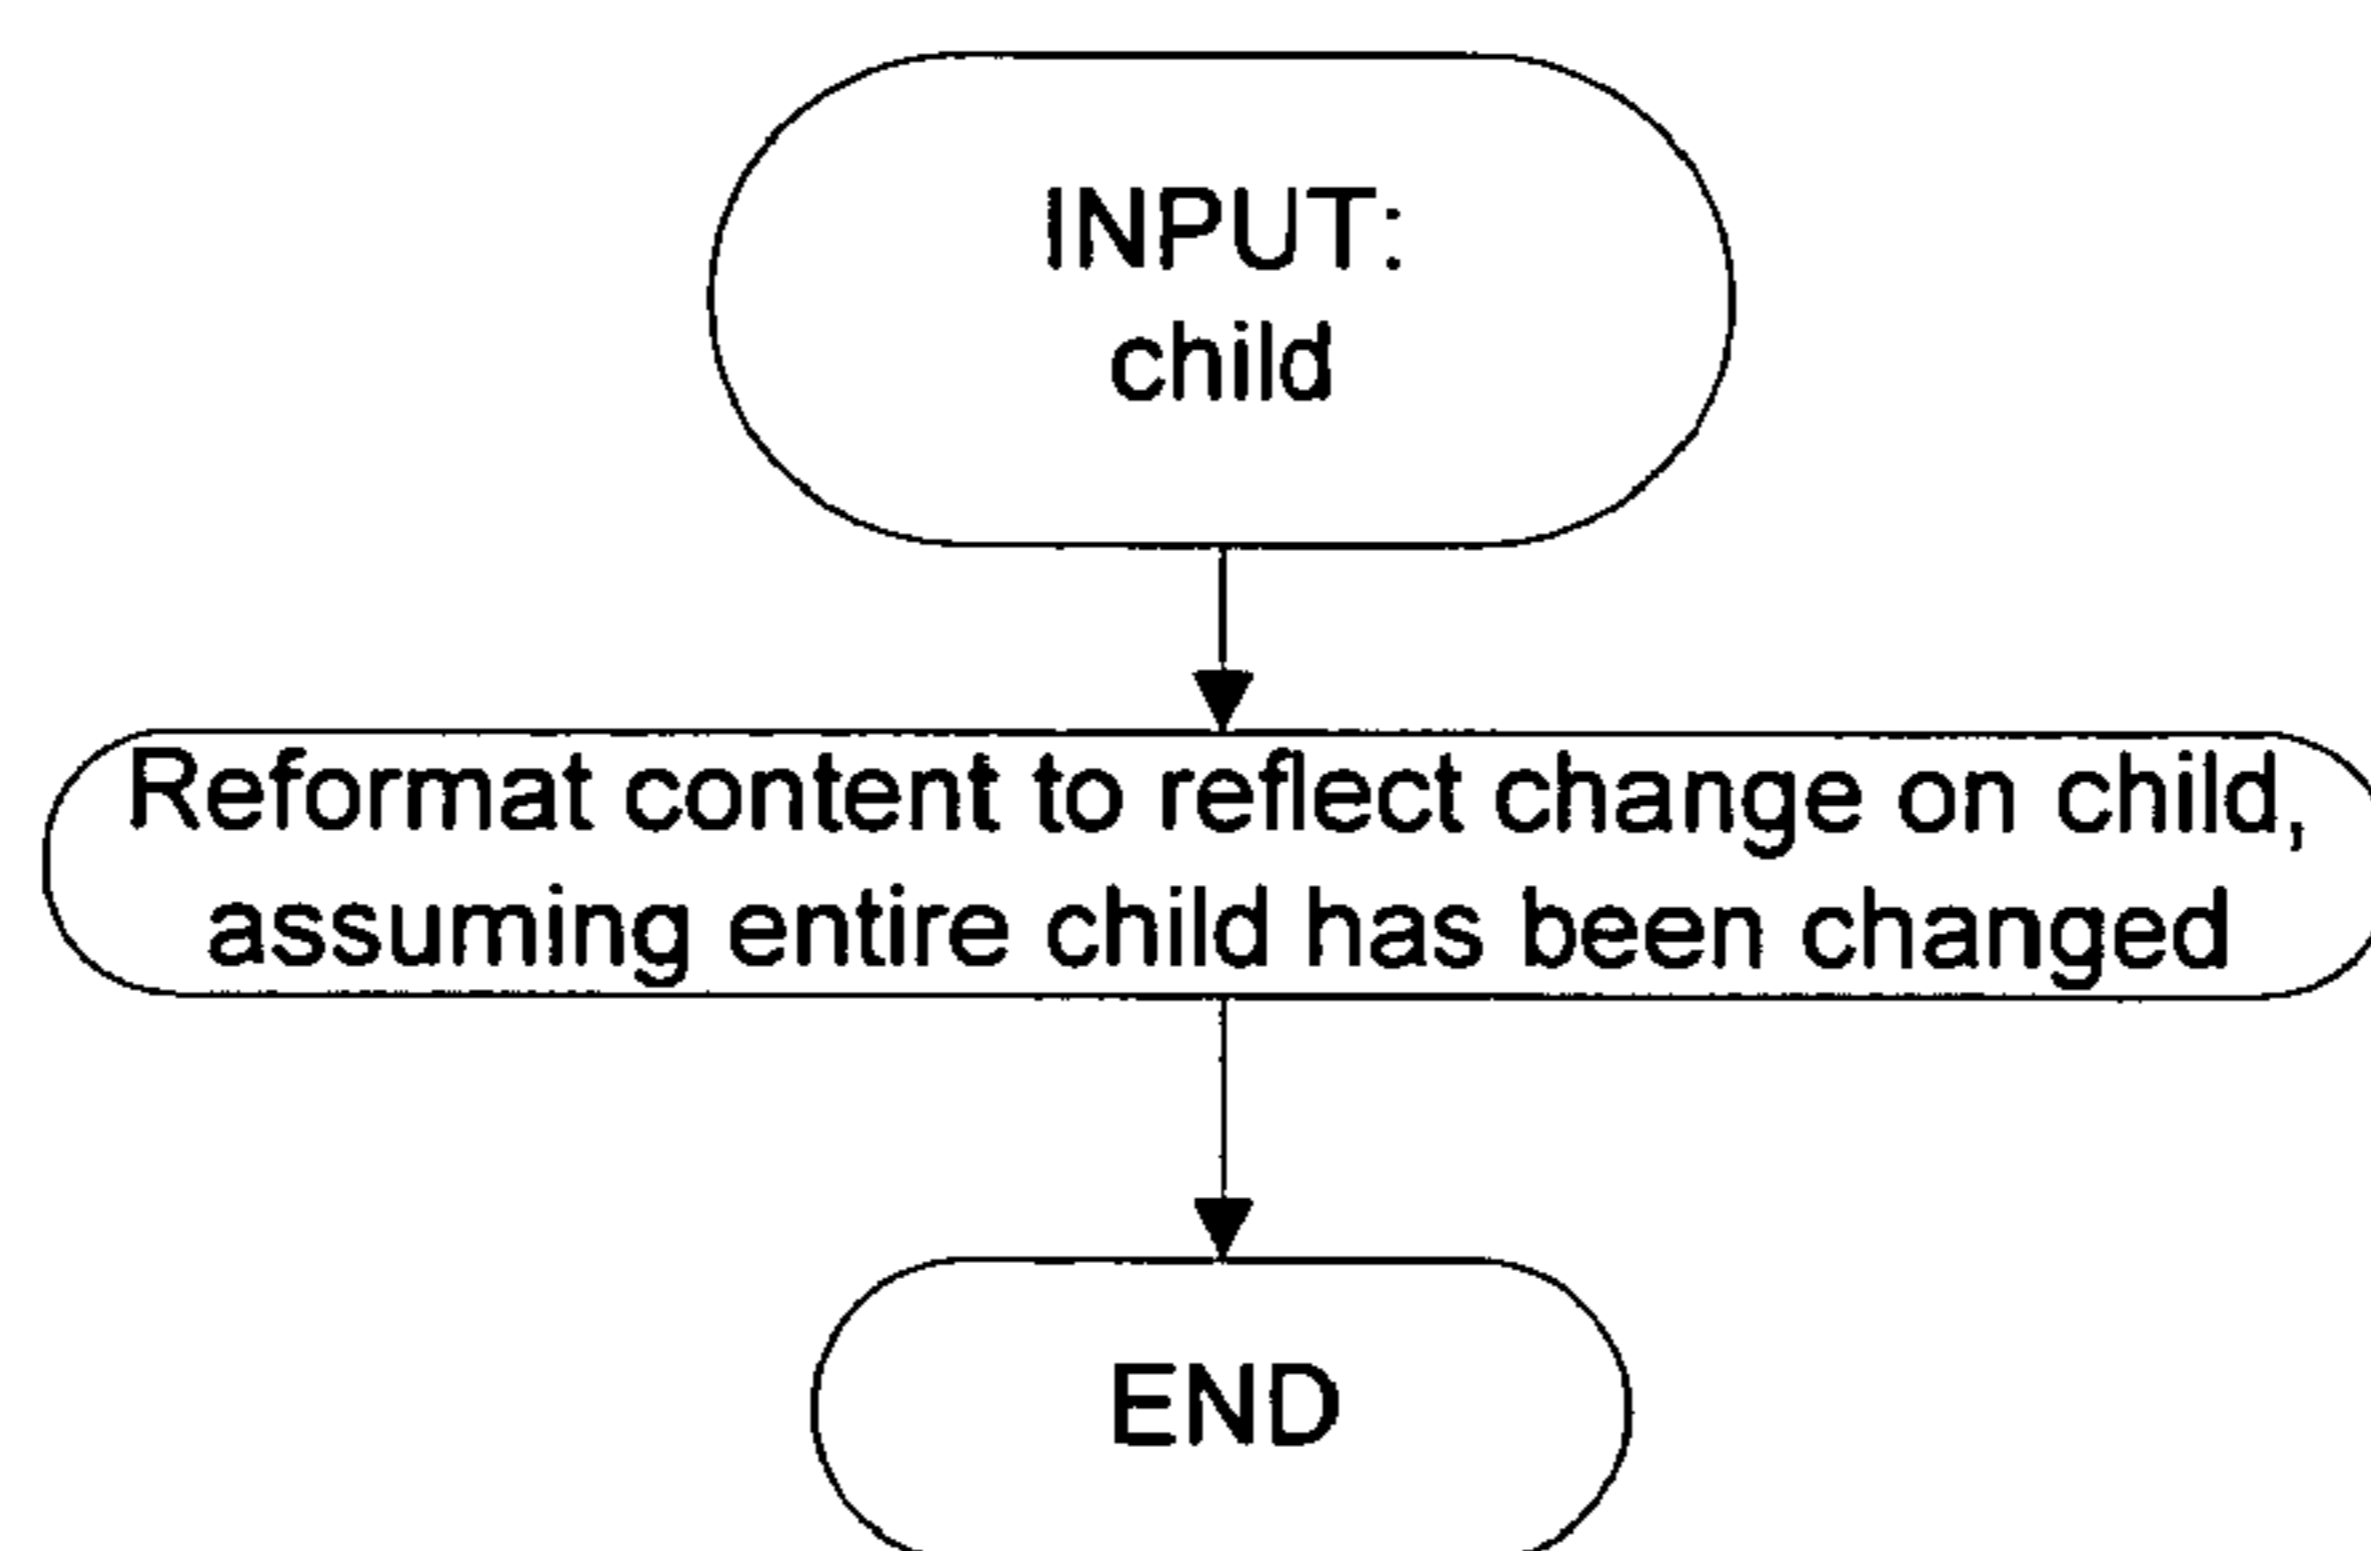 INPUT:
child
Reformat content to reflect change on child,
assuming entire child has been changed
END